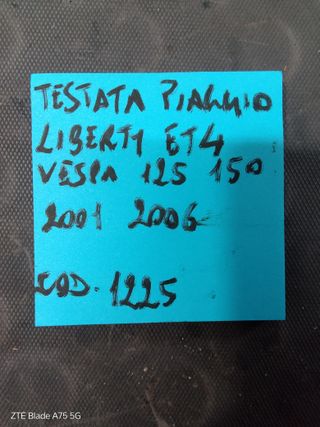 TESTATA PIAGGIO
LIBERTY ET4
VESPA 125 150
2001 2006
COD. 1225
ZTE Blade A75 5G